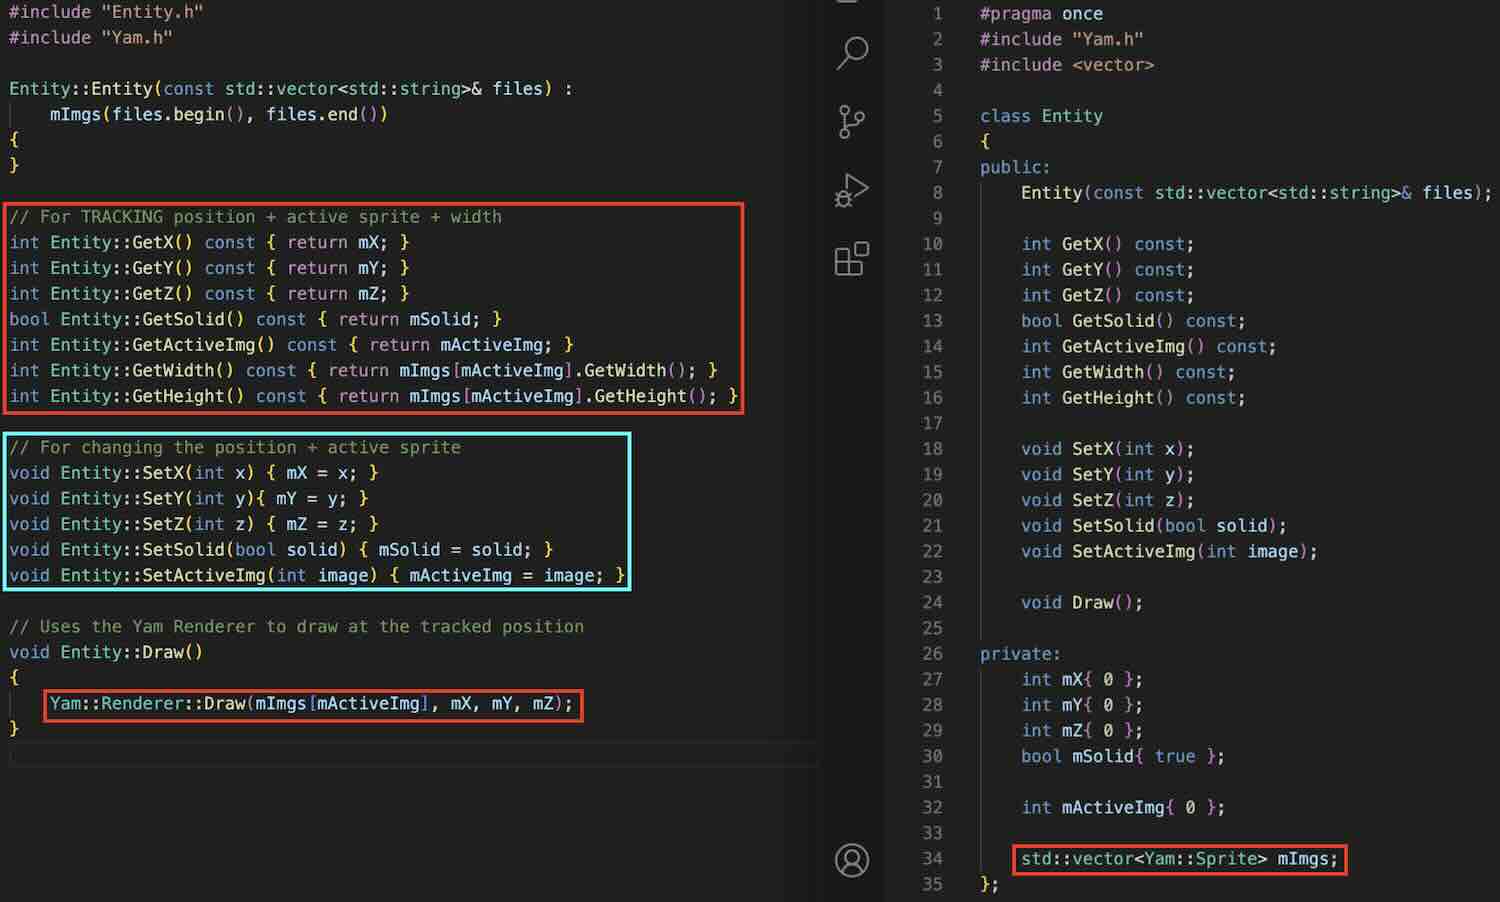 #include "Entity.h"
#include "Yam.h"
Entity::Entity(const std::vector<std::string>& files) :
mImgs(files.begin(), files.end())
{
}
// For TRACKING position + active sprite + width
int Entity::GetX() const { return mX; }
int Entity::GetY() const { return mY; }
int Entity::GetZ() const { return mZ; }
bool Entity::GetSolid() const { return mSolid; }
int Entity::GetActiveImg() const { return mActiveImg; }
int Entity::GetWidth() const { return mImgs[mActiveImg].GetWidth(); }
int Entity::GetHeight() const { return mImgs[mActiveImg].GetHeight(); }
// For changing the position + active sprite
void Entity::SetX(int x) { mX = x; }
void Entity::SetY(int y){ mY = y; }
void Entity::SetZ(int z) { mZ = z; }
void Entity::SetSolid(bool solid) { mSolid = solid; }
void Entity::SetActiveImg(int image) { mActiveImg = image; }
// Uses the Yam Renderer to draw at the tracked position
void Entity::Draw()
{
Yam::Renderer::Draw(mImgs[mActiveImg], mX, mY, mZ);
}
1 #pragma once
2 #include "Yam.h"
3 #include <vector>
4
5 class Entity
6 {
7 public:
8 Entity(const std::vector<std::string>& files);
9
10 int GetX() const;
11 int GetY() const;
12 int GetZ() const;
13 bool GetSolid() const;
14 int GetActiveImg() const;
15 int GetWidth() const;
16 int GetHeight() const;
17
18 void SetX(int x);
19 void SetY(int y);
20 void SetZ(int z);
21 void SetSolid(bool solid);
22 void SetActiveImg(int image);
23
24 void Draw();
25
26 private:
27 int mX{ 0 };
28 int mY{ 0 };
29 int mZ{ 0 };
30 bool mSolid{ true };
31
32 int mActiveImg{ 0 };
33
34 std::vector<Yam::Sprite> mImgs;
35 };